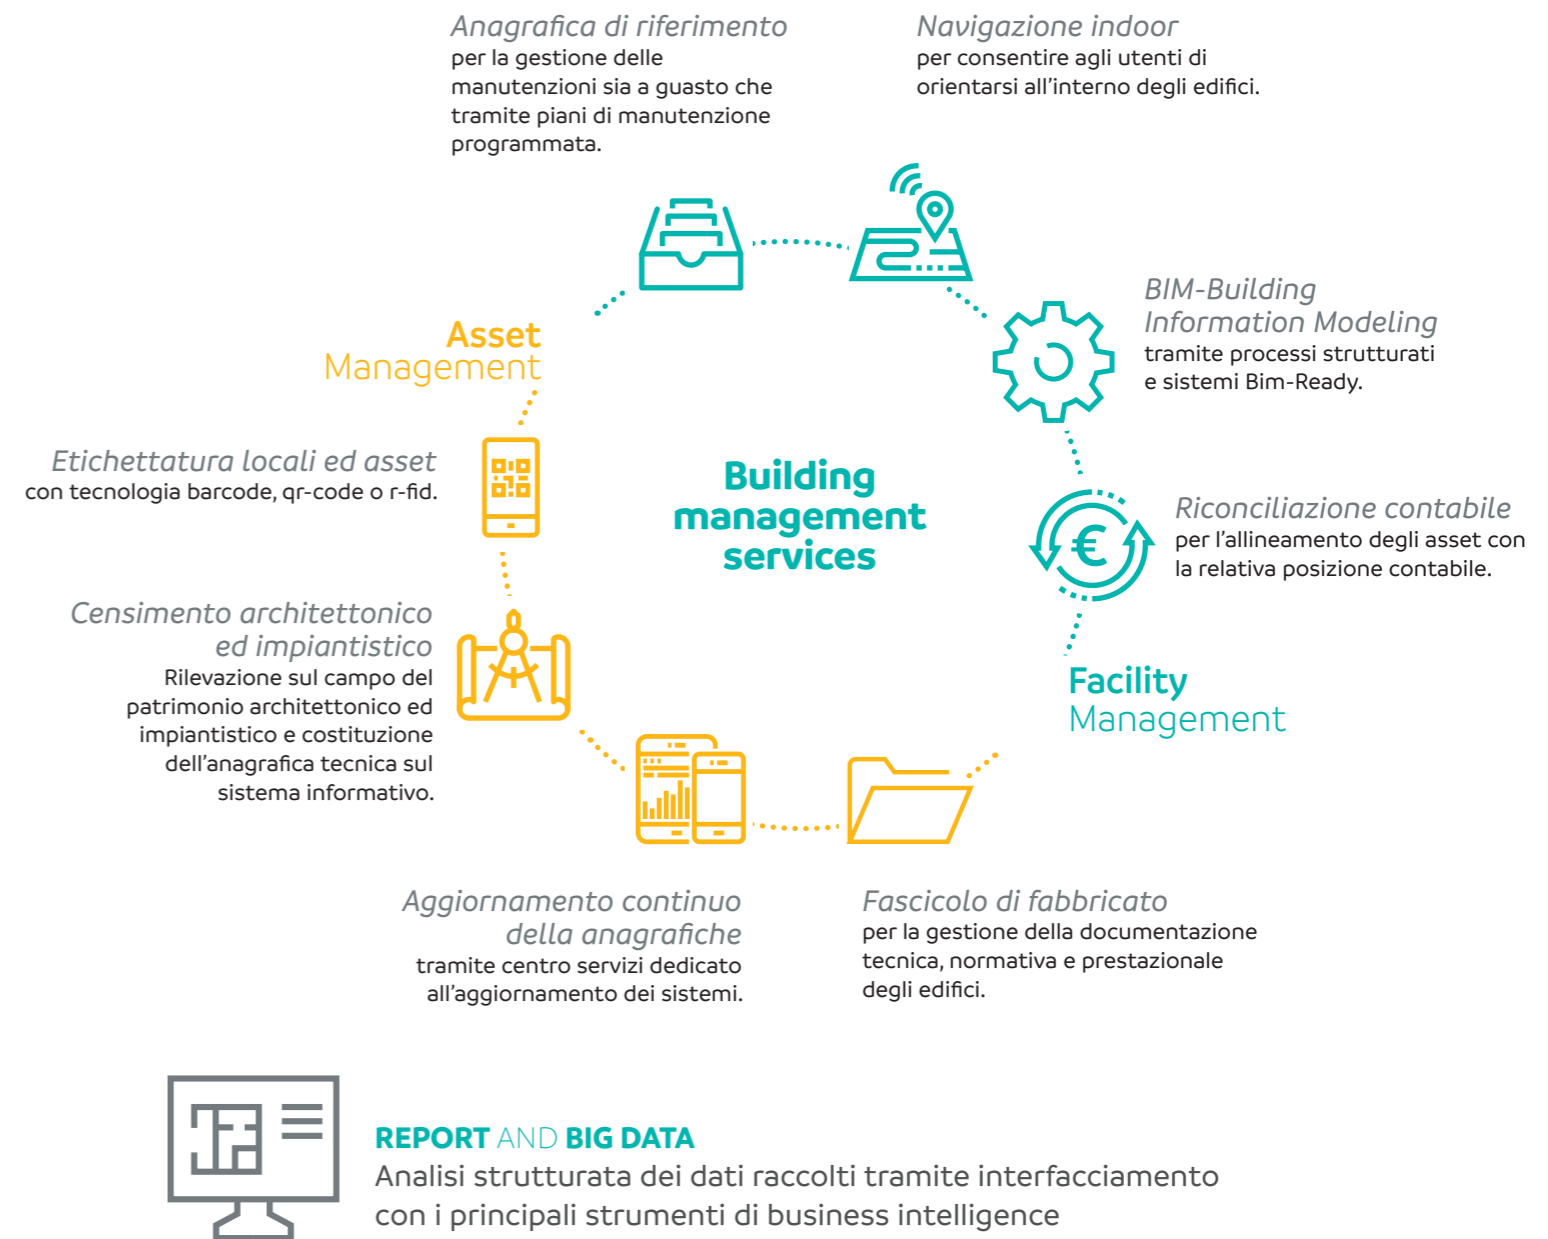 Anagrafica di riferimento
per la gestione delle
manutenzioni sia a guasto che
tramite piani di manutenzione
programmata.
Navigazione indoor
per consentire agli utenti di
orientarsi all'interno degli edifici.
BIM-Building
Information Modeling
tramite processi strutturati
e sistemi Bim-Ready.
Asset
Management
Etichettatura locali ed asset
con tecnologia barcode, qr-code o r-fid.
Building
management
services
€
Riconciliazione contabile
per l'allineamento degli asset con
la relativa posizione contabile.
Censimento architettonico
ed impiantistico
Rilevazione sul campo del
patrimonio architettonico ed
impiantistico e costituzione
dell'anagrafica tecnica sul
sistema informativo.
Facility
Management
Aggiornamento continuo
della anagrafiche
tramite centro servizi dedicato
all'aggiornamento dei sistemi.
Fascicolo di fabbricato
per la gestione della documentazione
tecnica, normativa e prestazionale
degli edifici.
REPORT AND BIG DATA
Analisi strutturata dei dati raccolti tramite interfacciamento
con i principali strumenti di business intelligence